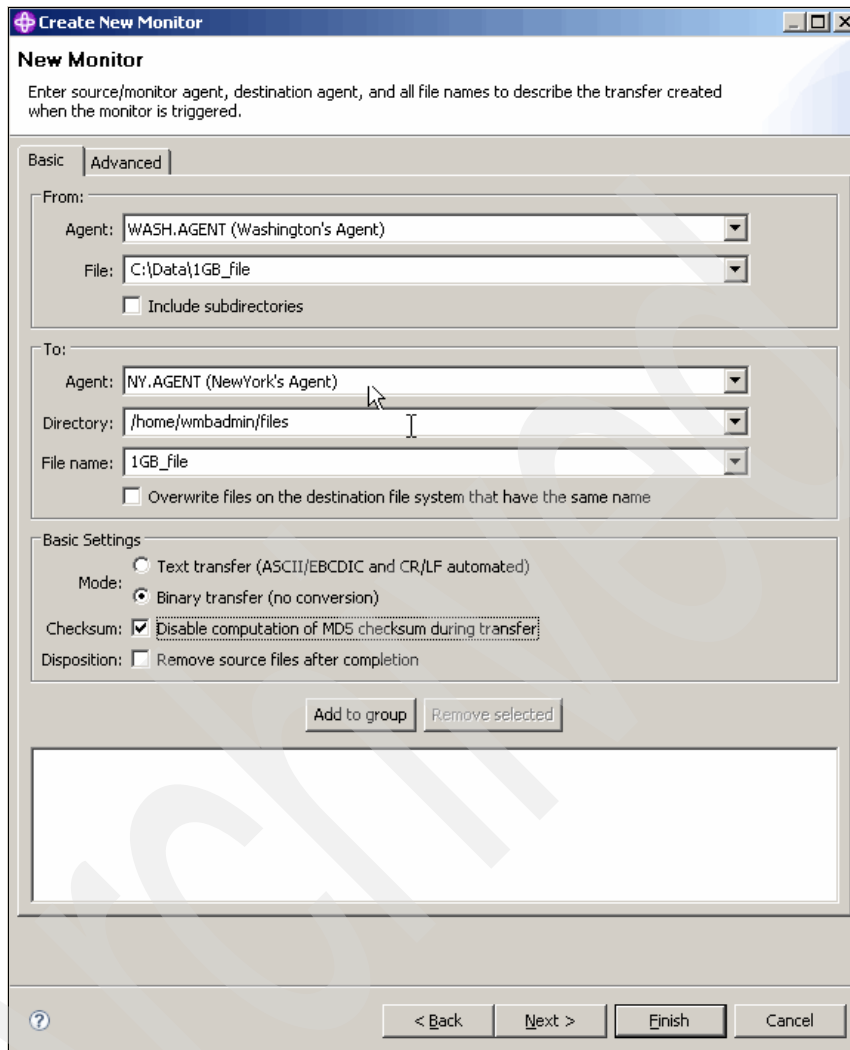 Create New Monitor
New Monitor
Enter source/monitor agent, destination agent, and all file names to describe the transfer created
when the monitor is triggered.
Basic Advanced
From:
Agent: WASH.AGENT (Washington's Agent)
File: C:\Data\1GB_file
Include subdirectories
To:
Agent: NY.AGENT (NewYork's Agent)
Directory: /home/wmbadmin/files
File name: 1GB_file
Overwrite files on the destination file system that have the same name
Basic Settings
Mode: Text transfer (ASCII/EBCDIC and CR/LF automated)
Binary transfer (no conversion)
Checksum: Disable computation of MD5 checksum during transfer
Disposition: Remove source files after completion
Add to group Remove selected
? < Back Next > Finish Cancel